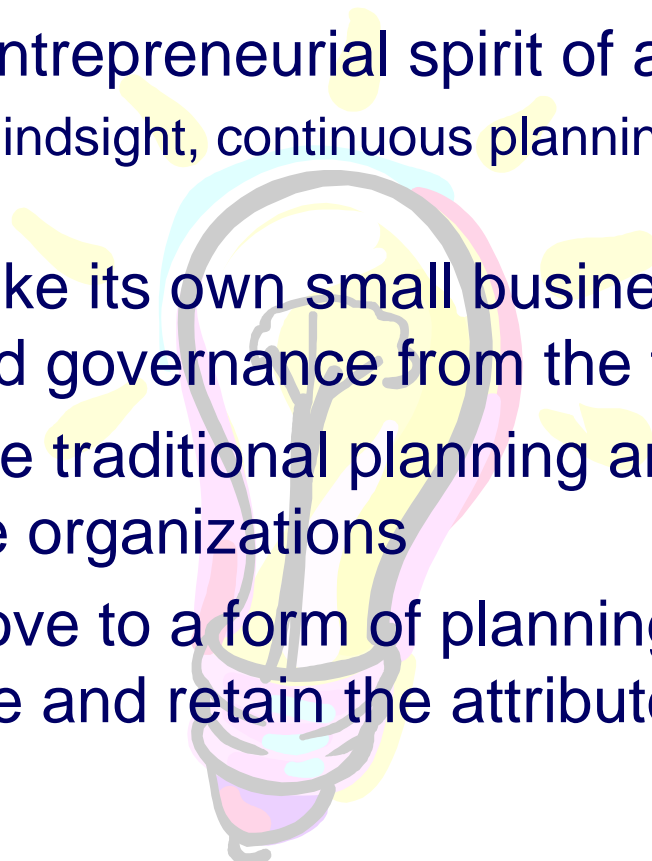 ntrepreneurial spirit of a
indsight, continuous plannin
ke its own small busine
d governance from the
e traditional planning a
e organizations
ove to a form of planning
e and retain the attribute